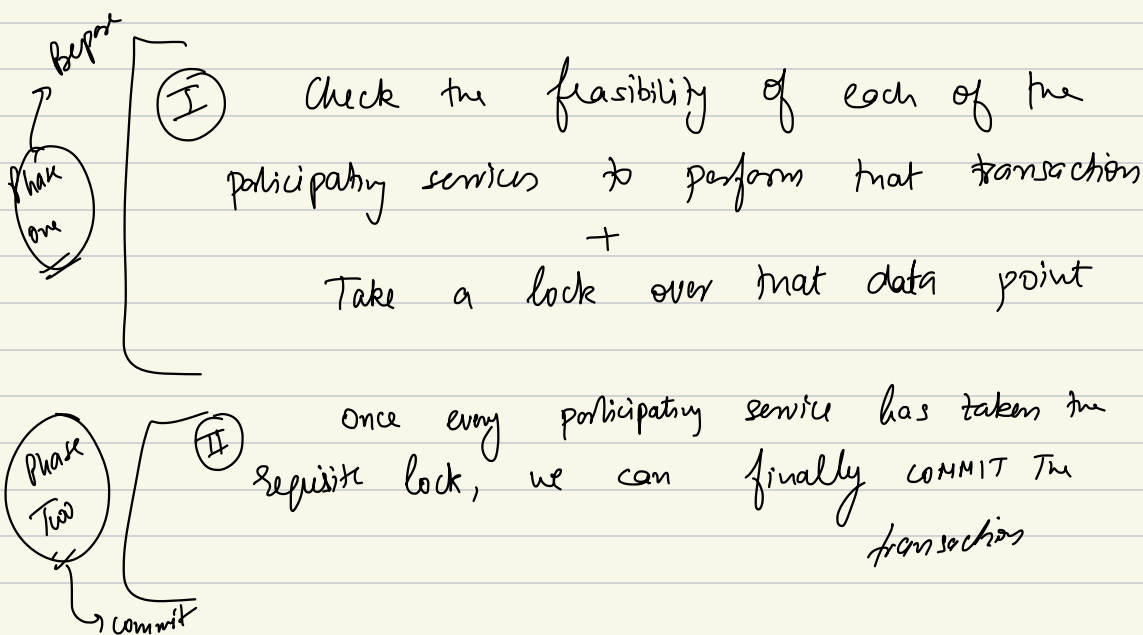 I Check the feasibility of each of the
participating services to perform that transaction
+
Take a lock over that data point
Phase
one
II Once every participating service has taken the
requisite lock, we can finally COMMIT The
transaction
Phase
Two
commit